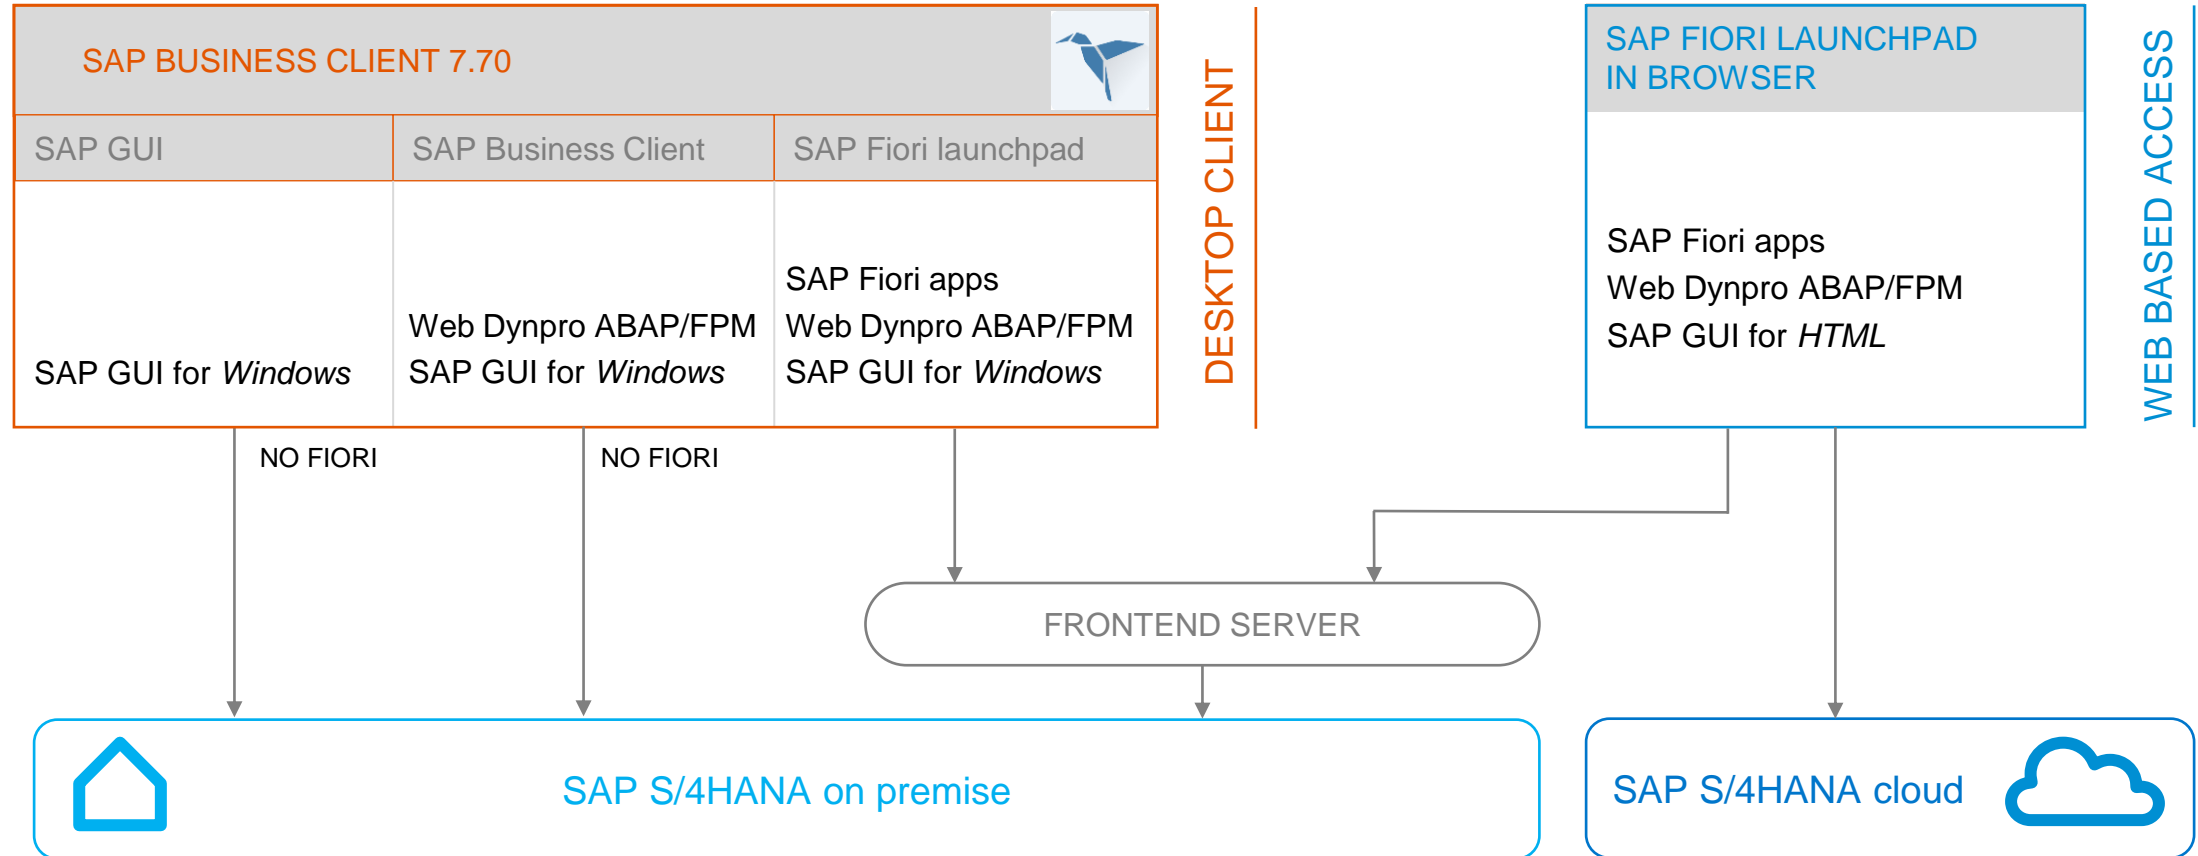 SAP BUSINESS CLIENT 7.70
SAP GUI
SAP Business Client
SAP Fiori launchpad
SAP GUI for Windows
Web Dynpro ABAP/FPM
SAP GUI for Windows
SAP Fiori apps
Web Dynpro ABAP/FPM
SAP GUI for Windows
DESKTOP CLIENT
SAP FIORI LAUNCHPAD
IN BROWSER
SAP Fiori apps
Web Dynpro ABAP/FPM
SAP GUI for HTML
WEB BASED ACCESS
NO FIORI
NO FIORI
FRONTEND SERVER
SAP S/4HANA on premise
SAP S/4HANA cloud